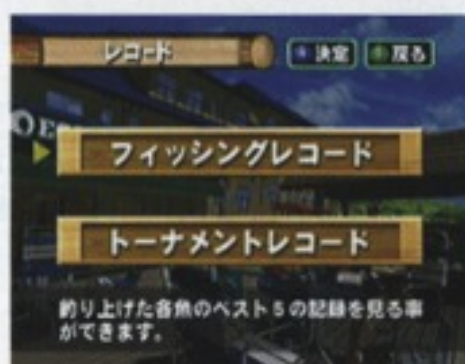 レコード 決定 戻る
フィッシングレコード
トーナメントレコード
釣り上げた各魚のベスト5の記録を見る事
ができます。